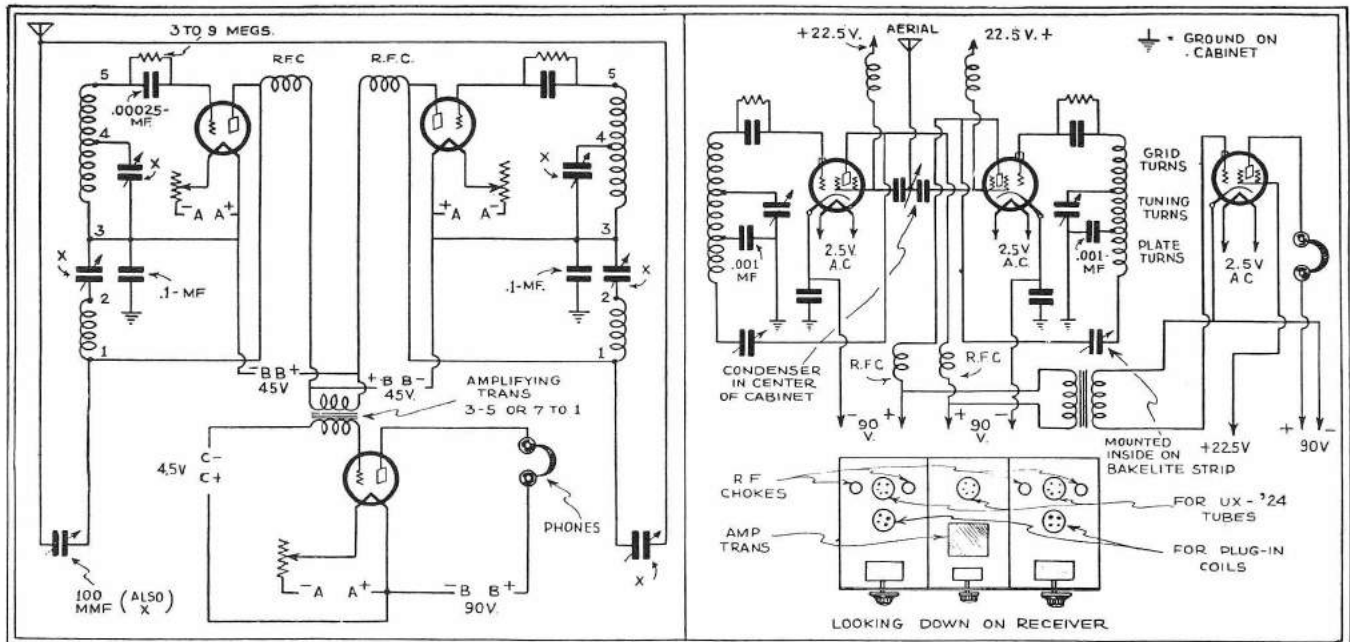 3 TO 9 MEGS.
R.F.C
R.F.C.
5
5
.00025-
MF.
4
4
X
X
-A A+
+A A-
3
3
X
X
.1-MF
.1-MF.
2
2
1
1
-B B+
45V
+B B-
45V.
AMPLIFYING
TRANS
3-5 OR 7 TO 1
4.5V
C-
C+
PHONES
-A A+
-B B+
90V.
X
100
MMF (ALSO
X)
+22.5V.
AERIAL
22.5V.+
= GROUND ON
CABINET
GRID
TURNS
TUNING
TURNS
PLATE
TURNS
.001
MF
2.5V
A.C.
2.5V
A.C.
.001-
MF
2.5V
A C
CONDENSER
IN CENTER
OF CABINET
R.F.C
R.F.C
- +
90
V.
+ -
90
V.
MOUNTED
INSIDE ON
BAKELITE STRIP
+22.5V
+ -
90V
R F
CHOKES
AMP
TRANS
FOR UX-'24
TUBES
FOR PLUG-IN
COILS
LOOKING DOWN ON RECEIVER